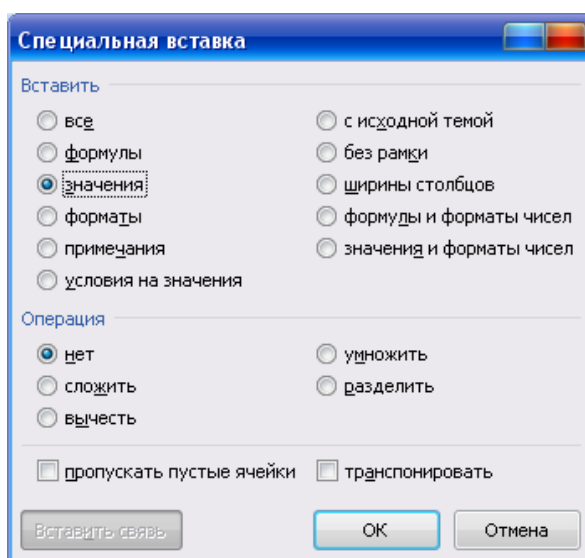 Специальная вставка
Вставить
все
с исходной темой
формулы
без рамки
значения
ширины столбцов
форматы
формулы и форматы чисел
примечания
значения и форматы чисел
условия на значения
Операция
нет
умножить
сложить
разделить
вычесть
пропускать пустые ячейки
транспонировать
Вставить связь
ОК
Отмена